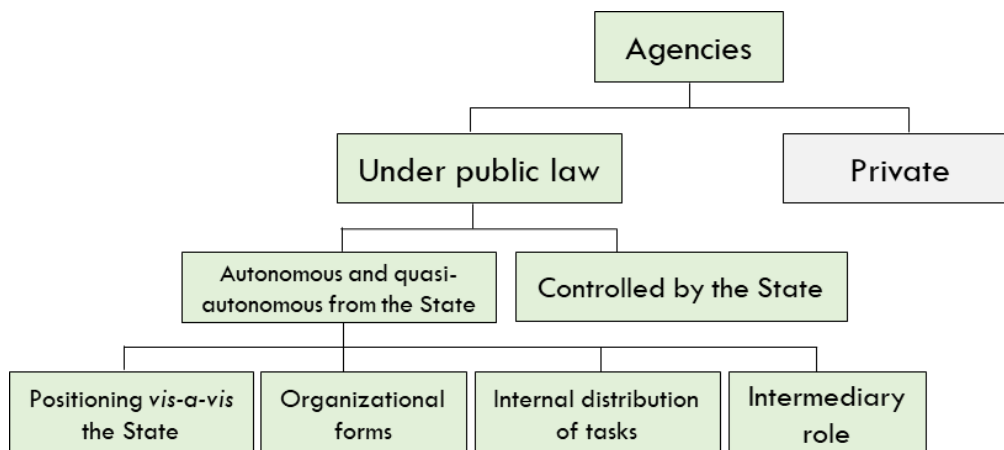 Agencies
Under public law
Private
Autonomous and quasi-
autonomous from the State
Controlled by the State
Positioning vis-a-vis
the State
Organizational
forms
Internal distribution
of tasks
Intermediary
role